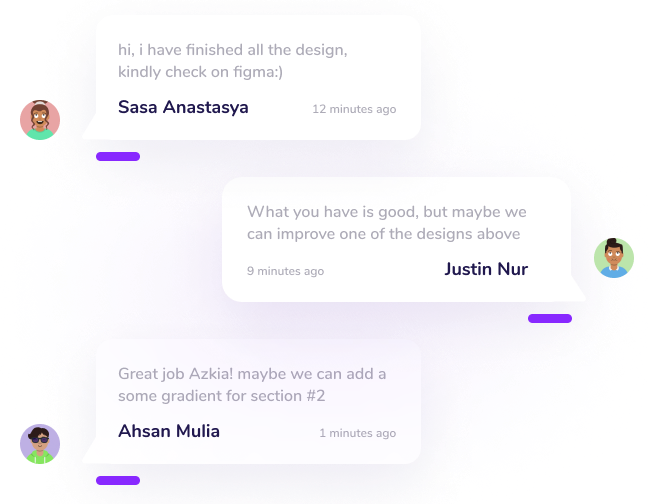 hi, i have finished all the design,
kindly check on figma:)
Sasa Anastasya 12 minutes ago
What you have is good, but maybe we
can improve one of the designs above
9 minutes ago Justin Nur
Great job Azkia! maybe we can add a
some gradient for section #2
Ahsan Mulia 1 minutes ago